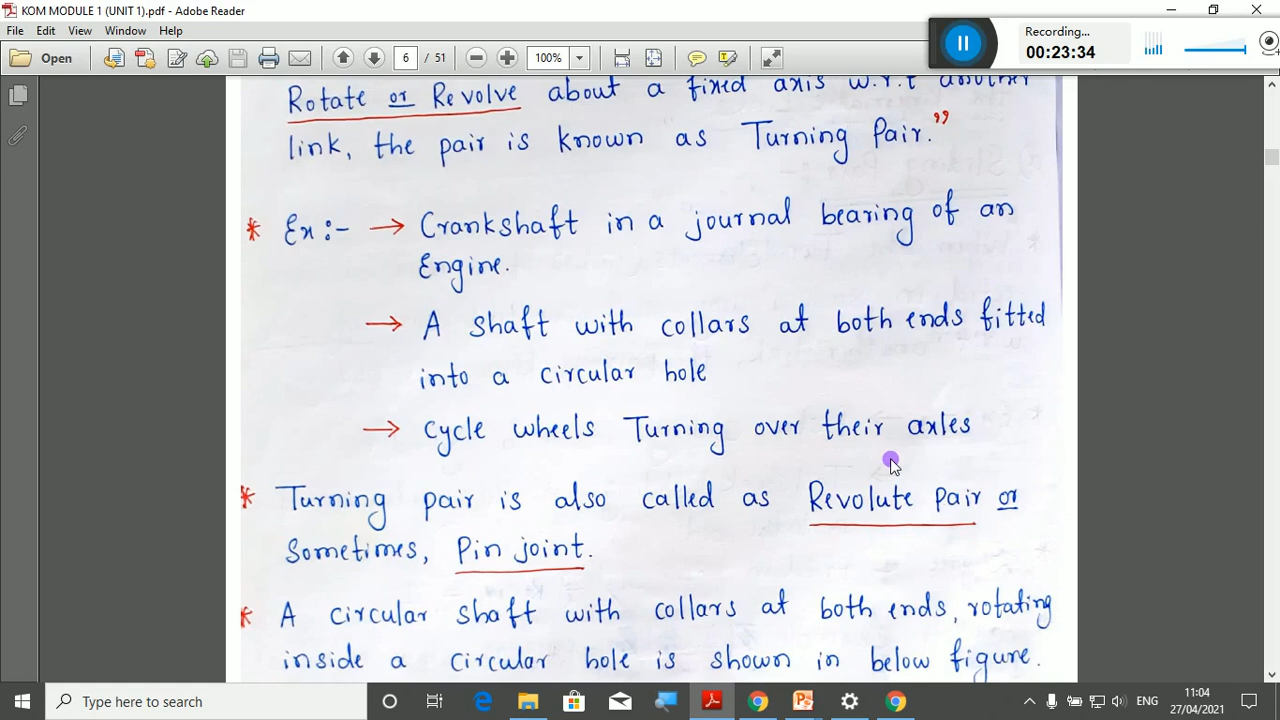 KOM MODULE 1 (UNIT 1).pdf - Adobe Reader
File Edit View Window Help
Recording...
00:23:34
Open 6 / 51 100%
Rotate or Revolve about a fixed axis w.r.t another
link, the pair is known as Turning Pair.”
* Ex:- → Crankshaft in a journal bearing of an
Engine.
→ A shaft with collars at both ends fitted
into a circular hole
→ Cycle wheels Turning over their axles
* Turning pair is also called as Revolute pair or
Sometimes, Pin joint.
* A circular shaft with collars at both ends, rotating
inside a circular hole is shown in below figure.
Type here to search
ENG
11:04
27/04/2021